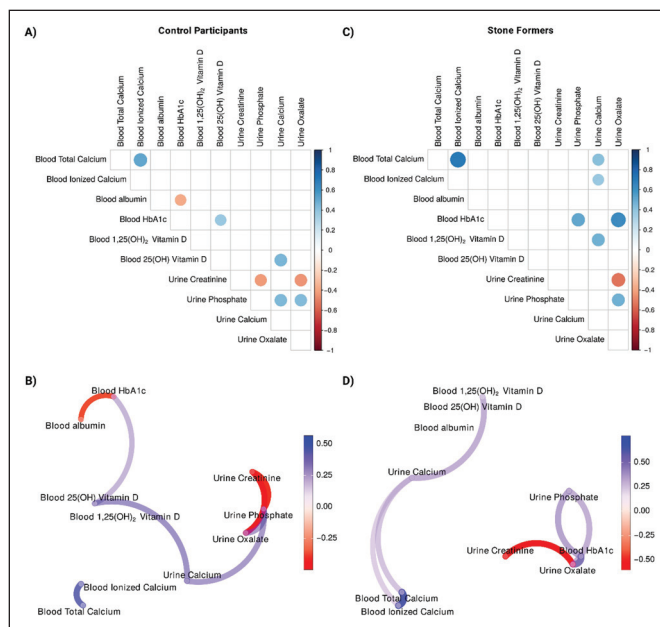 A)
Control Participants
Blood Total Calcium
Blood Ionized Calcium
Blood albumin
Blood HbA1c
Blood 1,25(OH)₂ Vitamin D
Blood 25(OH) Vitamin D
Urine Creatinine
Urine Phosphate
Urine Calcium
Urine Oxalate
Blood Total Calcium
Blood Ionized Calcium
Blood albumin
Blood HbA1c
Blood 1,25(OH)₂ Vitamin D
Blood 25(OH) Vitamin D
Urine Creatinine
Urine Phosphate
Urine Calcium
Urine Oxalate
1
0.8
0.6
0.4
0.2
0
-0.2
-0.4
-0.6
-0.8
-1
C)
Stone Formers
Blood Total Calcium
Blood Ionized Calcium
Blood albumin
Blood HbA1c
Blood 1,25(OH)₂ Vitamin D
Blood 25(OH) Vitamin D
Urine Creatinine
Urine Phosphate
Urine Calcium
Urine Oxalate
Blood Total Calcium
Blood Ionized Calcium
Blood albumin
Blood HbA1c
Blood 1,25(OH)₂ Vitamin D
Blood 25(OH) Vitamin D
Urine Creatinine
Urine Phosphate
Urine Calcium
Urine Oxalate
1
0.8
0.6
0.4
0.2
0
-0.2
-0.4
-0.6
-0.8
-1
B)
Blood HbA1c
Blood albumin
Urine Creatinine
Blood 25(OH) Vitamin D
Blood 1,25(OH)₂ Vitamin D
Urine Phosphate
Urine Oxalate
Urine Calcium
Blood Ionized Calcium
Blood Total Calcium
0.50
0.25
0.00
-0.25
D)
Blood 1,25(OH)₂ Vitamin D
Blood 25(OH) Vitamin D
Blood albumin
Urine Calcium
Urine Phosphate
Urine Creatinine
Blood HbA1c
Urine Oxalate
Blood Total Calcium
Blood Ionized Calcium
0.50
0.25
0.00
-0.25
-0.50